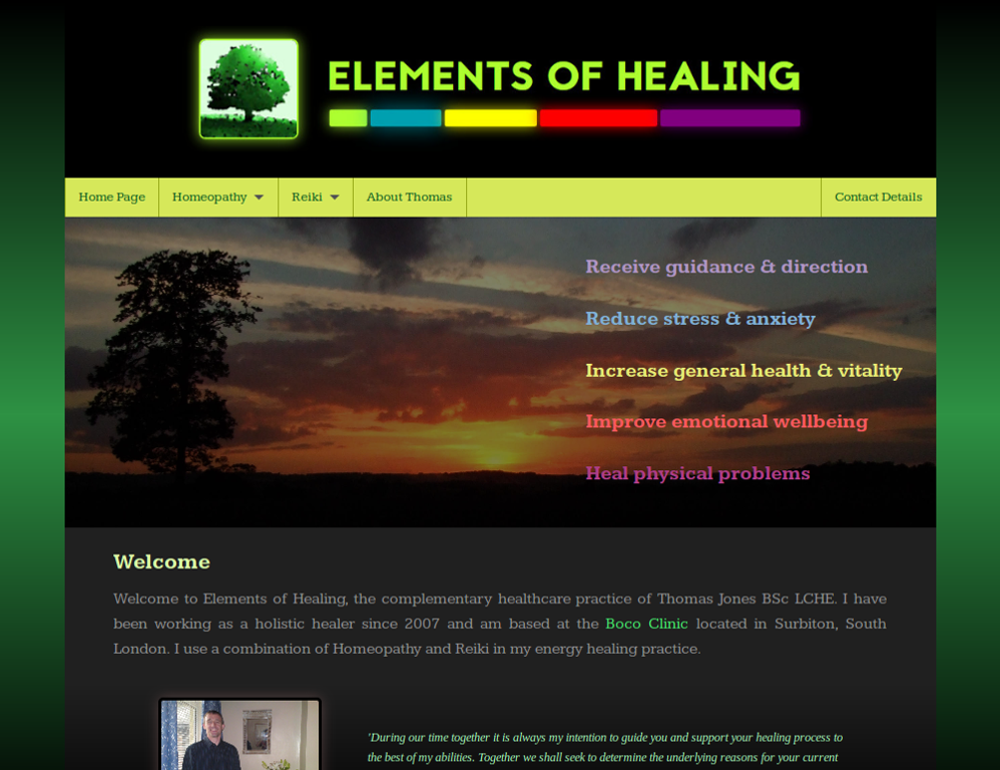 ELEMENTS OF HEALING
Home Page
Homeopathy
Reiki
About Thomas
Contact Details
Receive guidance & direction
Reduce stress & anxiety
Increase general health & vitality
Improve emotional wellbeing
Heal physical problems
Welcome
Welcome to Elements of Healing, the complementary healthcare practice of Thomas Jones BSc LCHE. I have
been working as a holistic healer since 2007 and am based at the Boco Clinic located in Surbiton, South
London. I use a combination of Homeopathy and Reiki in my energy healing practice.
'During our time together it is always my intention to guide you and support your healing process to
the best of my abilities. Together we shall seek to determine the underlying reasons for your current